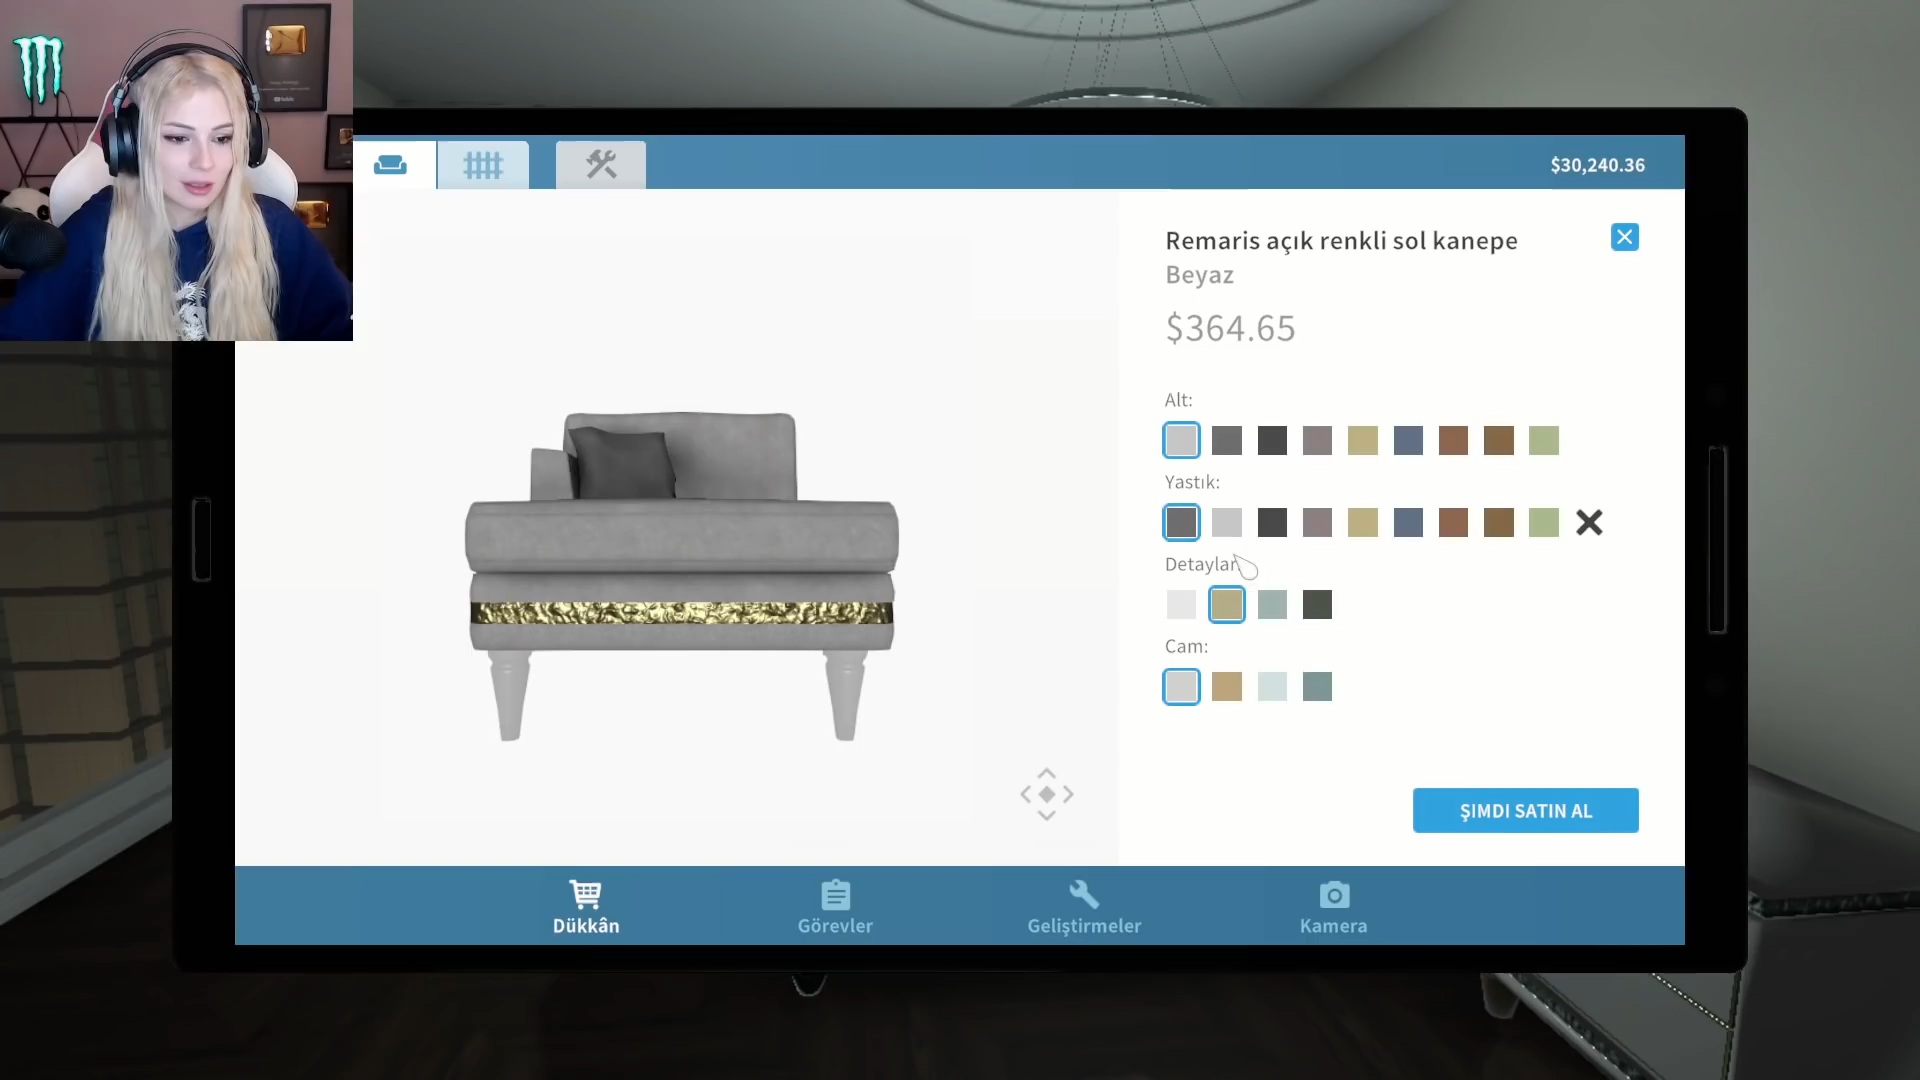 $30,240.36
Remaris açık renkli sol kanepe
Beyaz
$364.65
Alt:
Yastık:
Detaylar
Cam:
ŞIMDI SATIN AL
Dükkân
Görevler
Geliştirmeler
Kamera